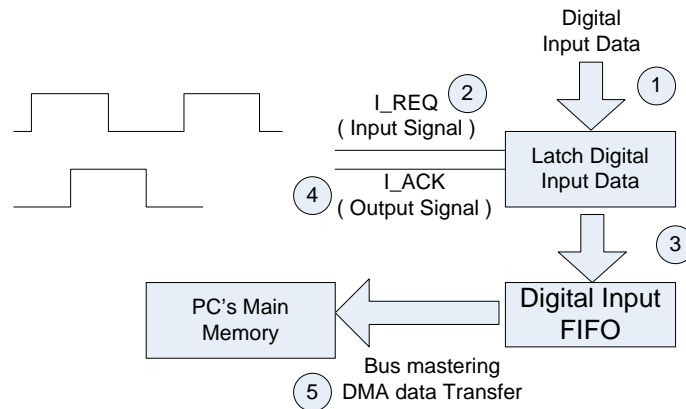 Digital
Input Data
1
2
I_REQ
( Input Signal )
Latch Digital
Input Data
4
I_ACK
( Output Signal )
3
PC's Main
Memory
Digital Input
FIFO
Bus mastering
5
DMA data Transfer